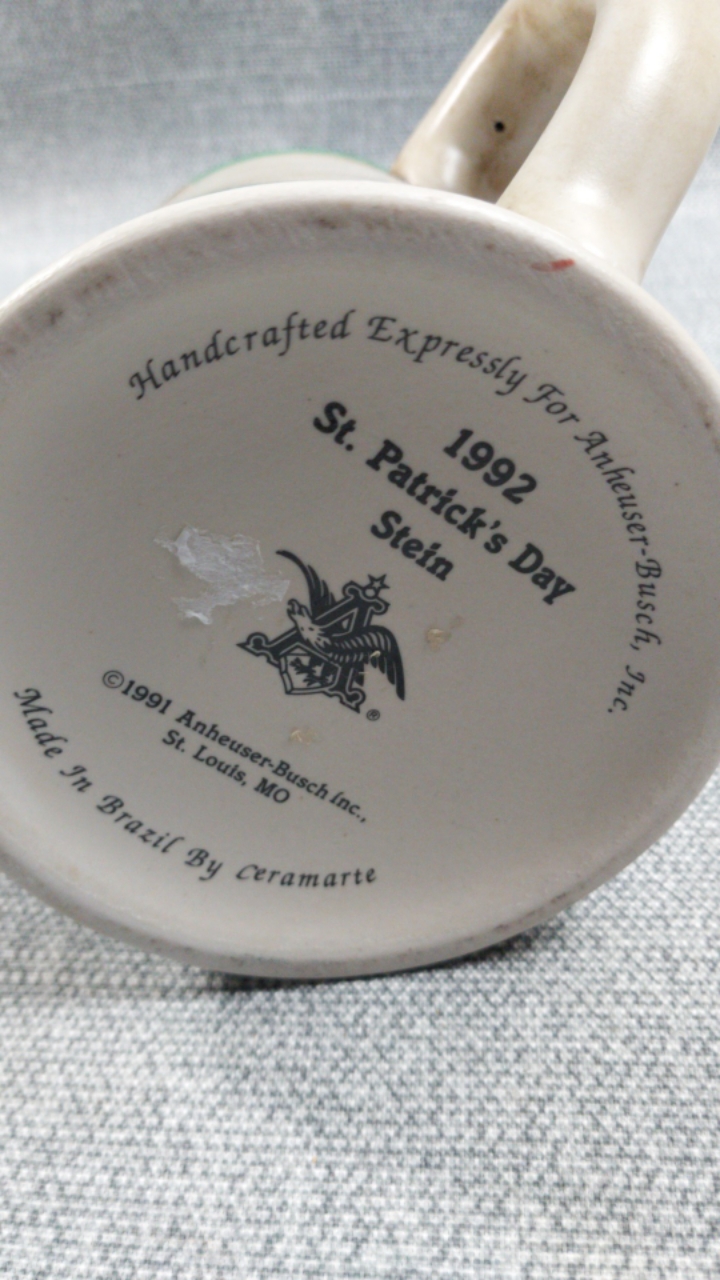 Handcrafted Expressly For Anheuser-Busch, Inc.
1992
St. Patrick's Day
Stein
®
©1991 Anheuser-Busch Inc.,
St. Louis, MO
Made In Brazil By Ceramarte